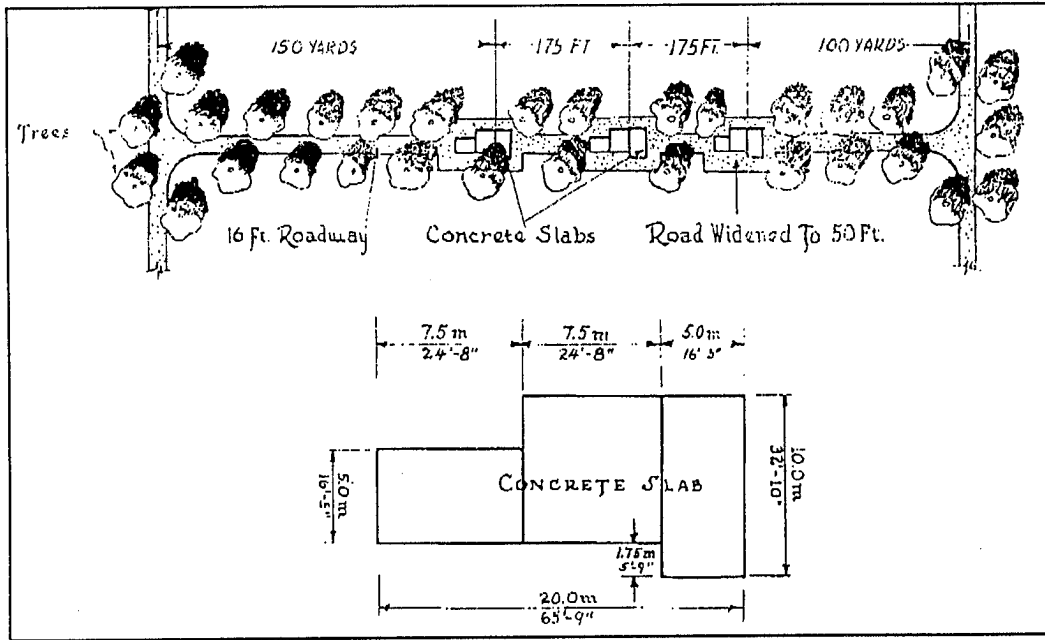 150 YARDS
175 FT
175 FT.
100 YARDS
Trees
16 Ft. Roadway
Concrete Slabs
Road Widened To 50 Ft.
7.5 m
24'-8"
7.5 m
24'-8"
5.0 m
16'-5"
5.0 m
16'-5"
CONCRETE SLAB
10.0 m
32'-10"
1.75 m
5'-9"
20.0 m
65'-9"